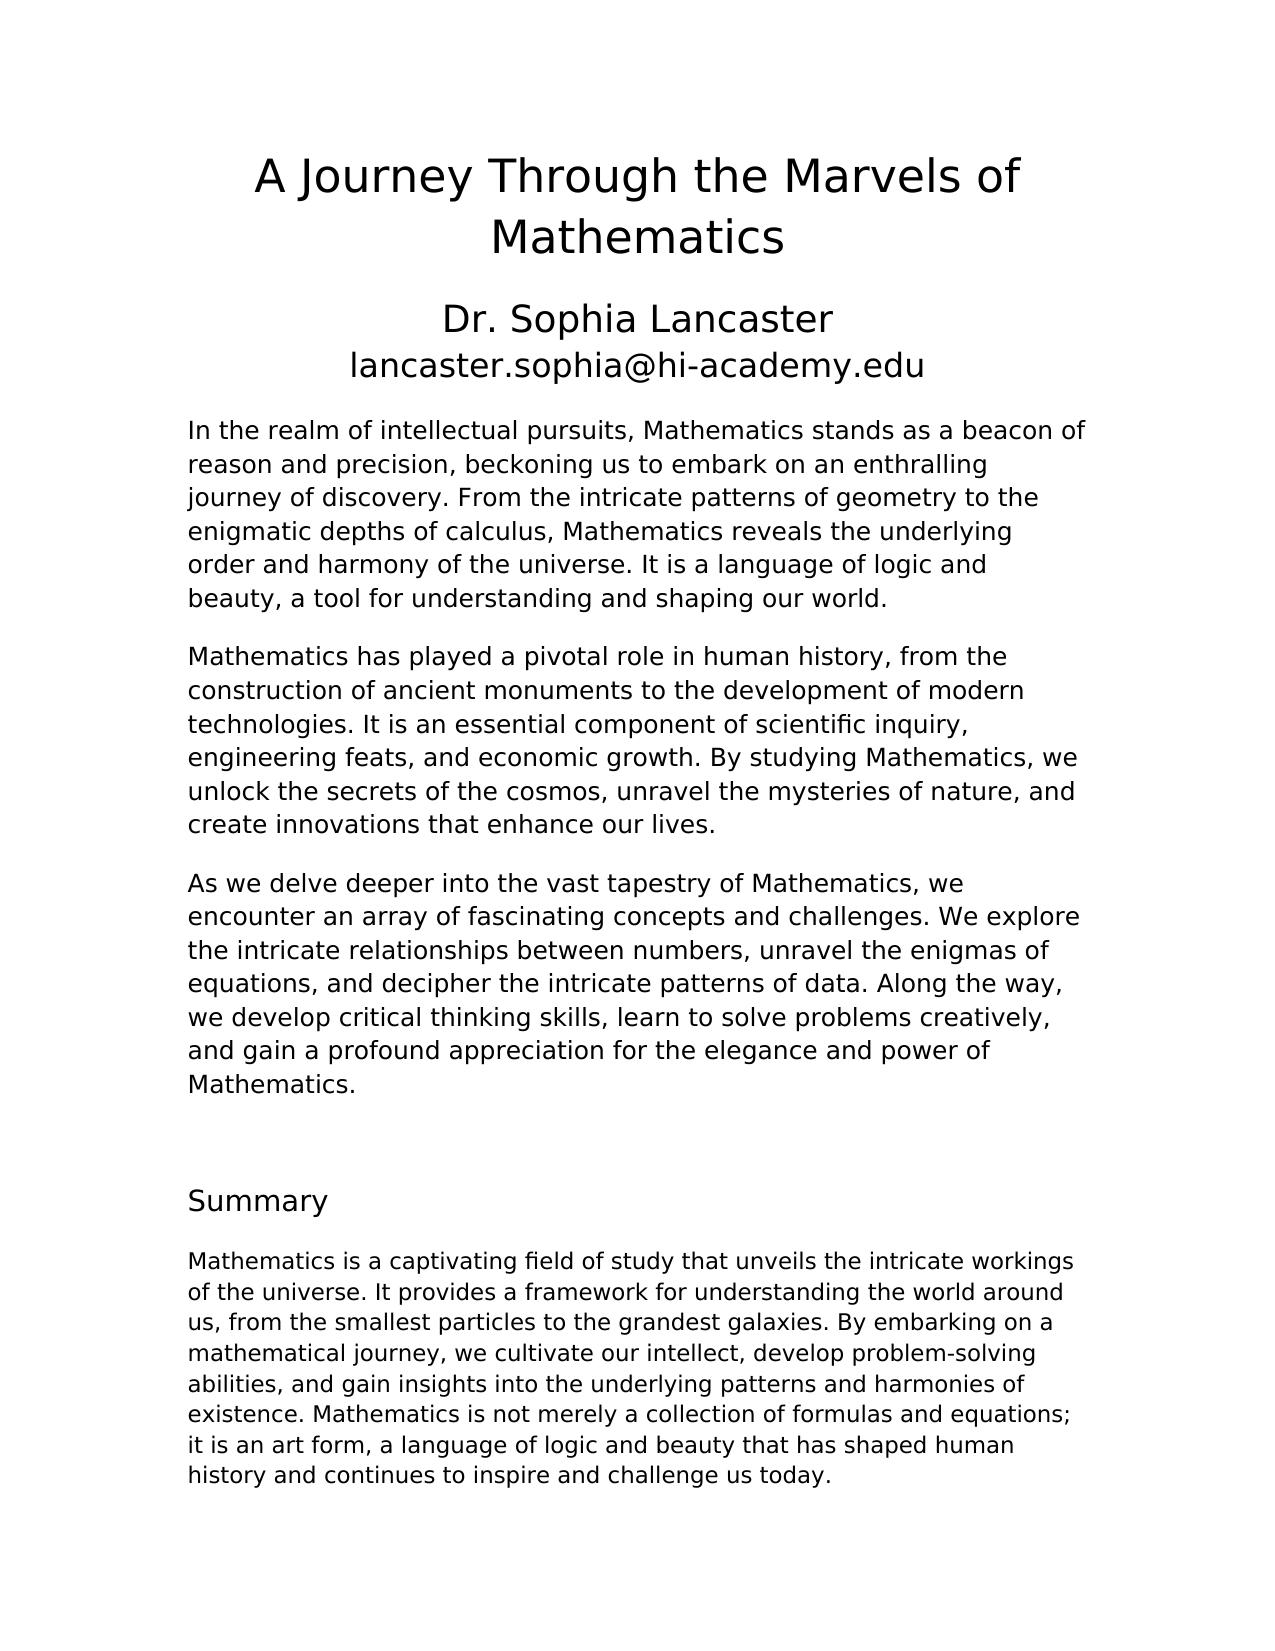 A Journey Through the Marvels of
Mathematics
Dr. Sophia Lancaster
lancaster.sophia@hi-academy.edu
In the realm of intellectual pursuits, Mathematics stands as a beacon of
reason and precision, beckoning us to embark on an enthralling
journey of discovery. From the intricate patterns of geometry to the
enigmatic depths of calculus, Mathematics reveals the underlying
order and harmony of the universe. It is a language of logic and
beauty, a tool for understanding and shaping our world.
Mathematics has played a pivotal role in human history, from the
construction of ancient monuments to the development of modern
technologies. It is an essential component of scientific inquiry,
engineering feats, and economic growth. By studying Mathematics, we
unlock the secrets of the cosmos, unravel the mysteries of nature, and
create innovations that enhance our lives.
As we delve deeper into the vast tapestry of Mathematics, we
encounter an array of fascinating concepts and challenges. We explore
the intricate relationships between numbers, unravel the enigmas of
equations, and decipher the intricate patterns of data. Along the way,
we develop critical thinking skills, learn to solve problems creatively,
and gain a profound appreciation for the elegance and power of
Mathematics.
Summary
Mathematics is a captivating field of study that unveils the intricate workings
of the universe. It provides a framework for understanding the world around
us, from the smallest particles to the grandest galaxies. By embarking on a
mathematical journey, we cultivate our intellect, develop problem-solving
abilities, and gain insights into the underlying patterns and harmonies of
existence. Mathematics is not merely a collection of formulas and equations;
it is an art form, a language of logic and beauty that has shaped human
history and continues to inspire and challenge us today.